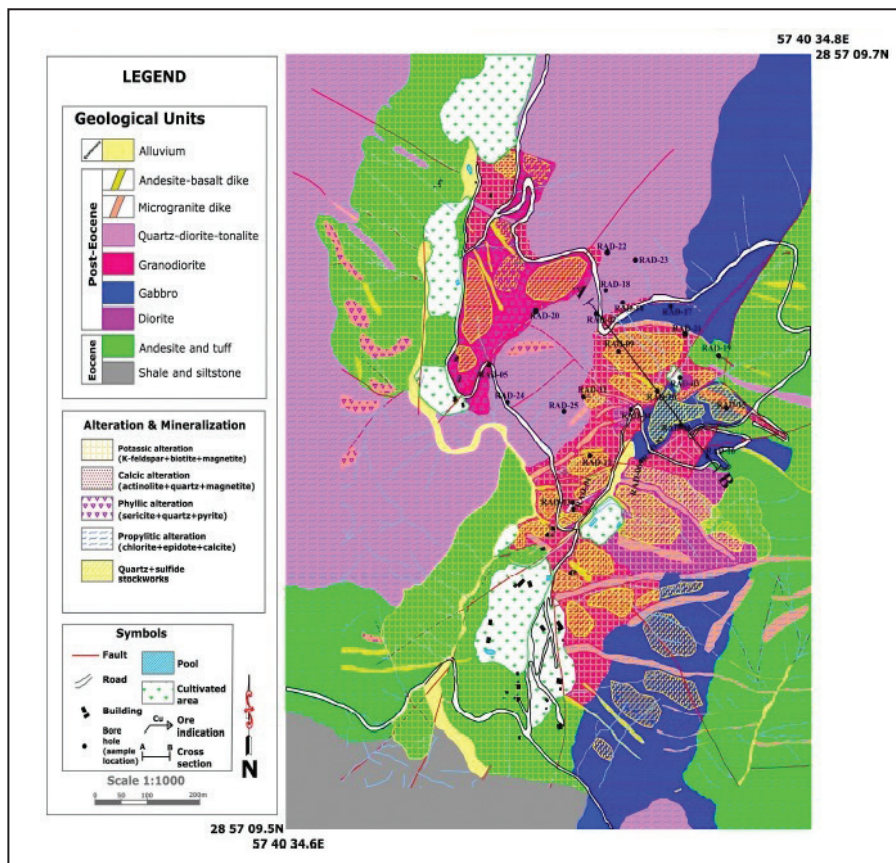 57 40 34.8E
28 57 09.7N
LEGEND
Geological Units
Alluvium
Post-Eocene
Andesite-basalt dike
Microgranite dike
Quartz-diorite-tonalite
Granodiorite
Gabbro
Diorite
Eocene
Andesite and tuff
Shale and siltstone
Alteration & Mineralization
Potassic alteration
(K-feldspar+biotite+magnetite)
Calcic alteration
(actinolite+quartz+magnetite)
Phyllic alteration
(sericite+quartz+pyrite)
Propylitic alteration
(chlorite+epidote+calcite)
Quartz+sulfide
stockworks
Symbols
Fault
Pool
Road
Cultivated
area
Building
Cu
Ore
indication
Bore
hole
(sample
location)
A B
Cross
section
N
Scale 1:1000
0 50 100 200m
RAD-22
RAD-23
RAD-18
A
RAD-20
RAD-09
RAD-19
RAD-05
RAD-24
RAD-25
B
28 57 09.5N
57 40 34.6E